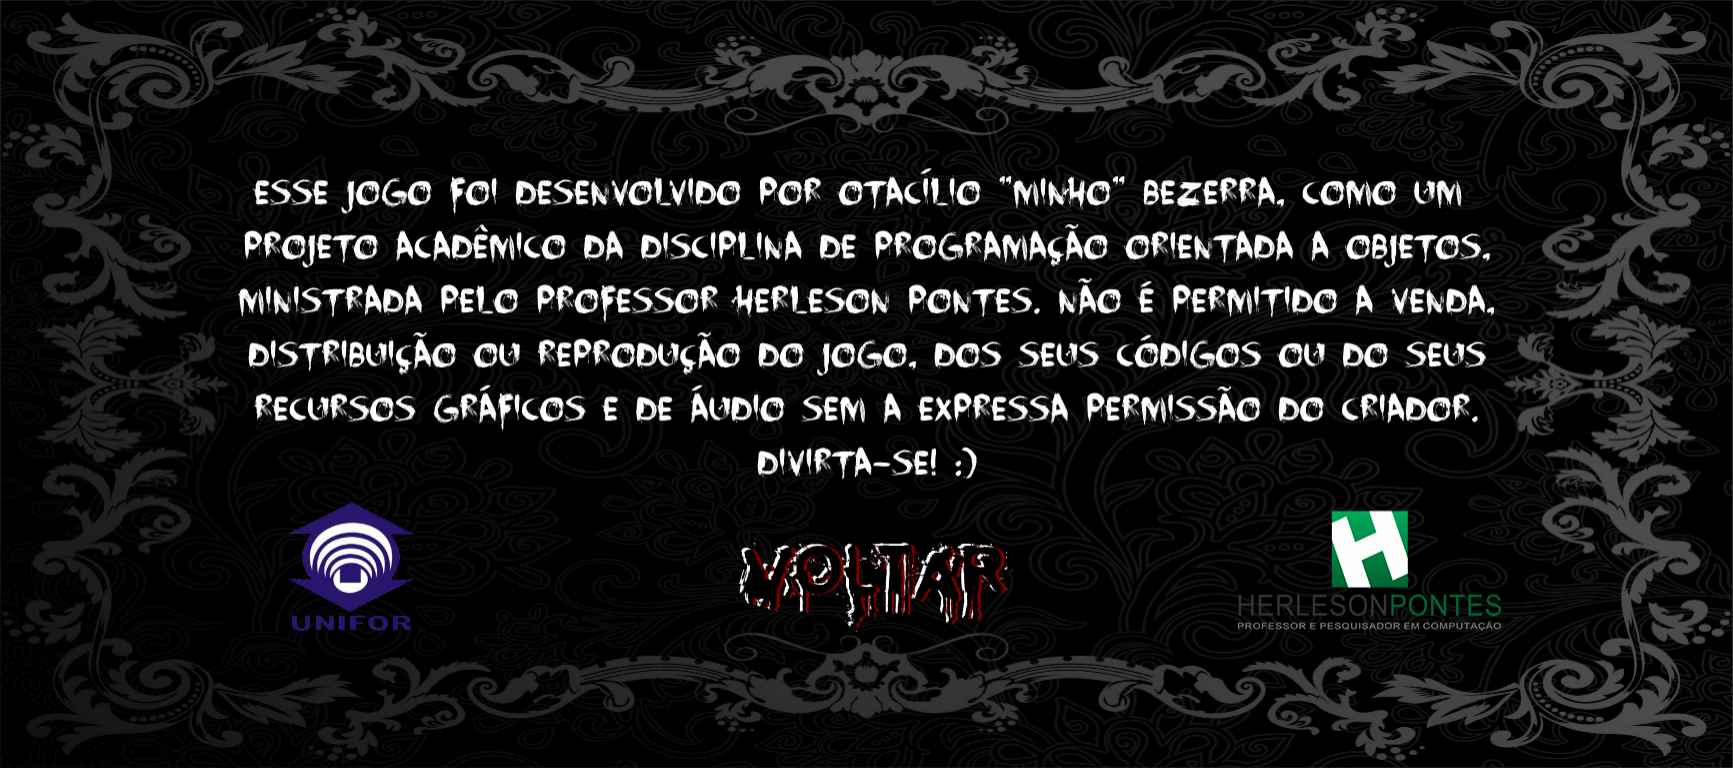 ESSE JOGO FOI DESENVOLVIDO POR OTACÍLIO "MINHO" BEZERRA, COMO UM
PROJETO ACADÊMICO DA DISCIPLINA DE PROGRAMAÇÃO ORIENTADA A OBJETOS,
MINISTRADA PELO PROFESSOR HERLESON PONTES. NÃO É PERMITIDO A VENDA,
DISTRIBUIÇÃO OU REPRODUÇÃO DO JOGO, DOS SEUS CÓDIGOS OU DO SEUS
RECURSOS GRÁFICOS E DE ÁUDIO SEM A EXPRESSA PERMISSÃO DO CRIADOR.
DIVIRTA-SE! :)
UNIFOR
VOLTAR
H
HERLESONPONTES
PROFESSOR E PESQUISADOR EM COMPUTAÇÃO